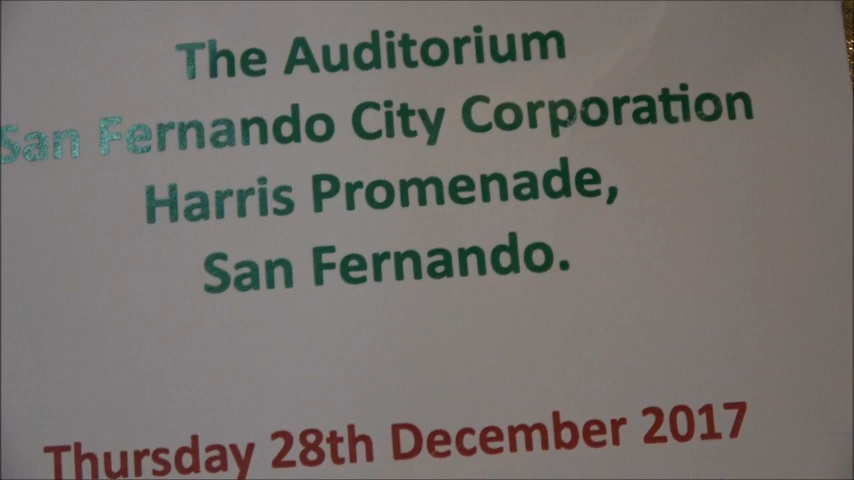 The Auditorium
San Fernando City Corporation
Harris Promenade,
San Fernando.
Thursday 28th December 2017